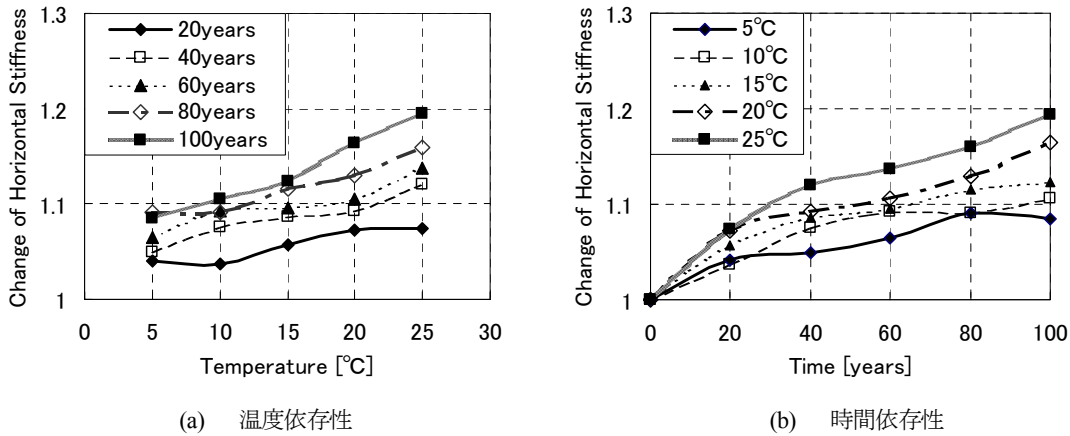 Change of Horizontal Stiffness
1.3
1.2
1.1
1
20years
40years
60years
80years
100years
0
5
10
15
20
25
30
Temperature [℃]
(a) 温度依存性
Change of Horizontal Stiffness
1.3
1.2
1.1
1
5℃
10℃
15℃
20℃
25℃
0
20
40
60
80
100
Time [years]
(b) 時間依存性